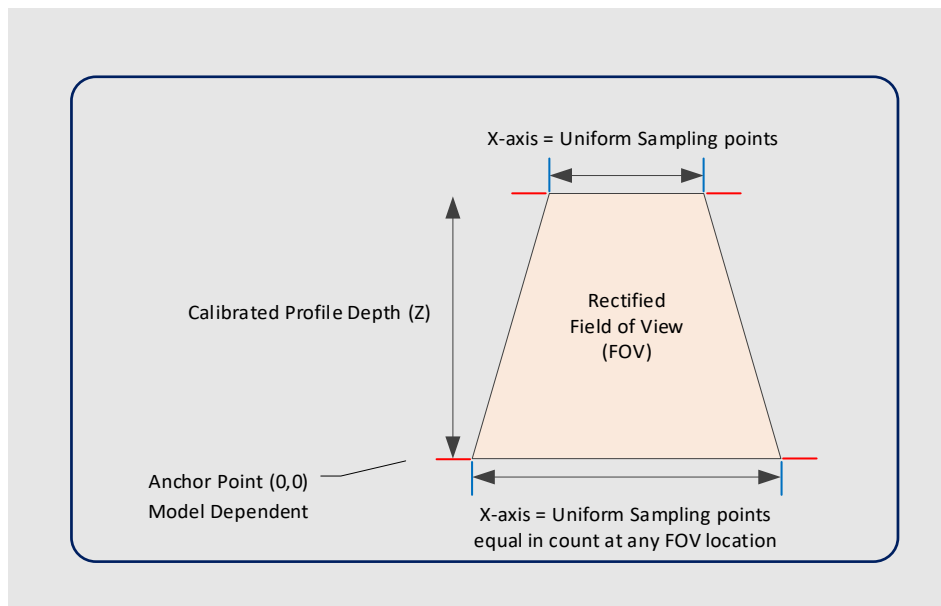 X-axis = Uniform Sampling points
Calibrated Profile Depth (Z)
Rectified
Field of View
(FOV)
Anchor Point (0,0)
Model Dependent
X-axis = Uniform Sampling points
equal in count at any FOV location